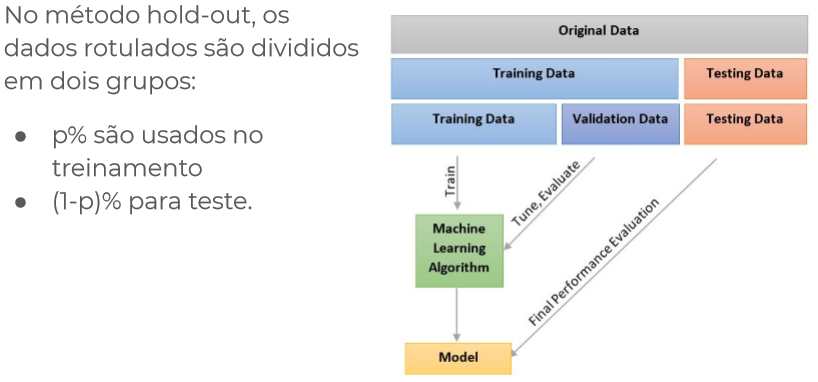 No método hold-out, os
dados rotulados são divididos
em dois grupos:
● p% são usados no
treinamento
● (1-p)% para teste.
Original Data
Training Data
Testing Data
Training Data
Validation Data
Testing Data
Train
Tune, Evaluate
Final Performance Evaluation
Machine
Learning
Algorithm
Model